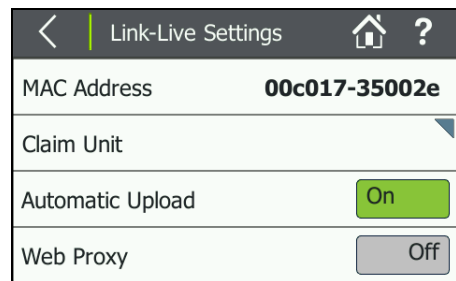 Link-Live Settings ?
MAC Address 00c017-35002e
Claim Unit
Automatic Upload On
Web Proxy Off